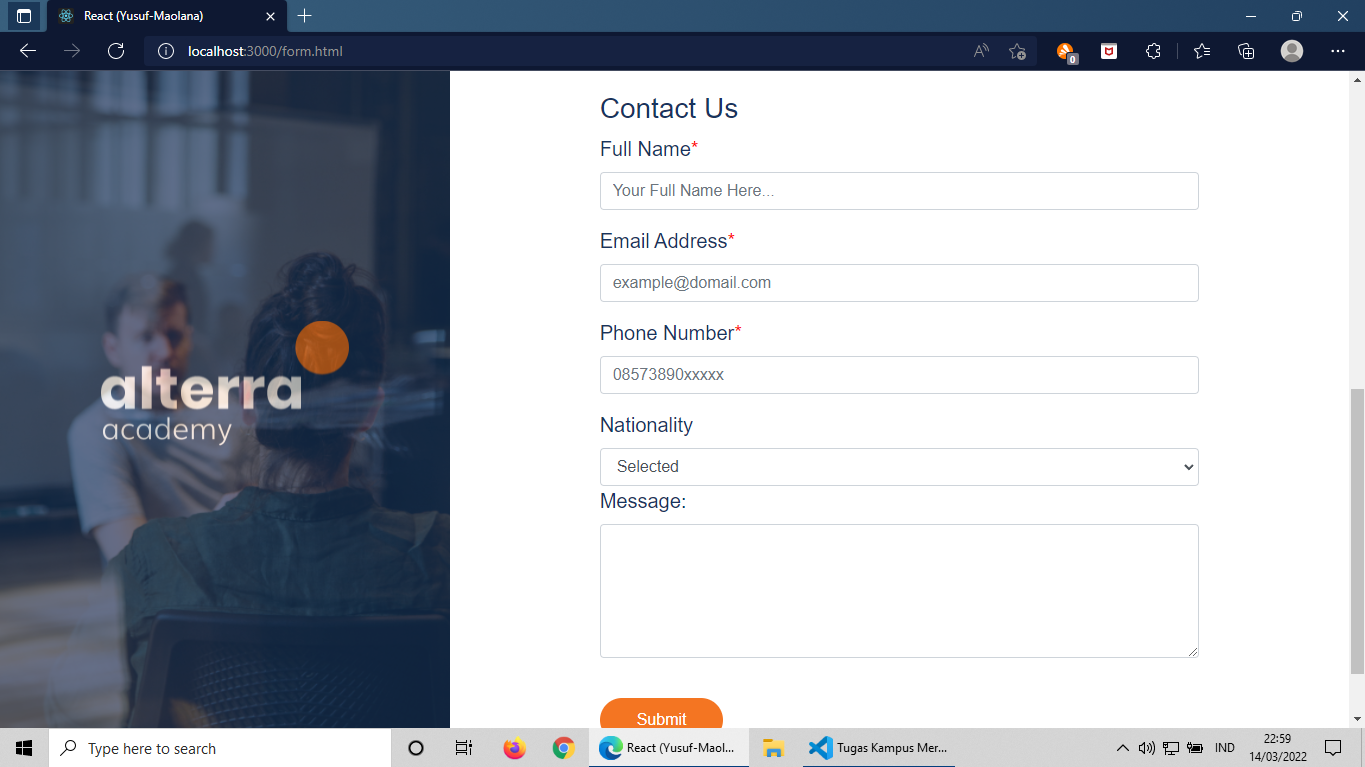 React (Yusuf-Maolana)
localhost:3000/form.html
0
Contact Us
Full Name*
Your Full Name Here...
Email Address*
example@domail.com
Phone Number*
08573890xxxxx
Nationality
Selected
Message:
Submit
alterra
academy
Type here to search
React (Yusuf-Maol...
Tugas Kampus Mer...
IND
22:59
14/03/2022